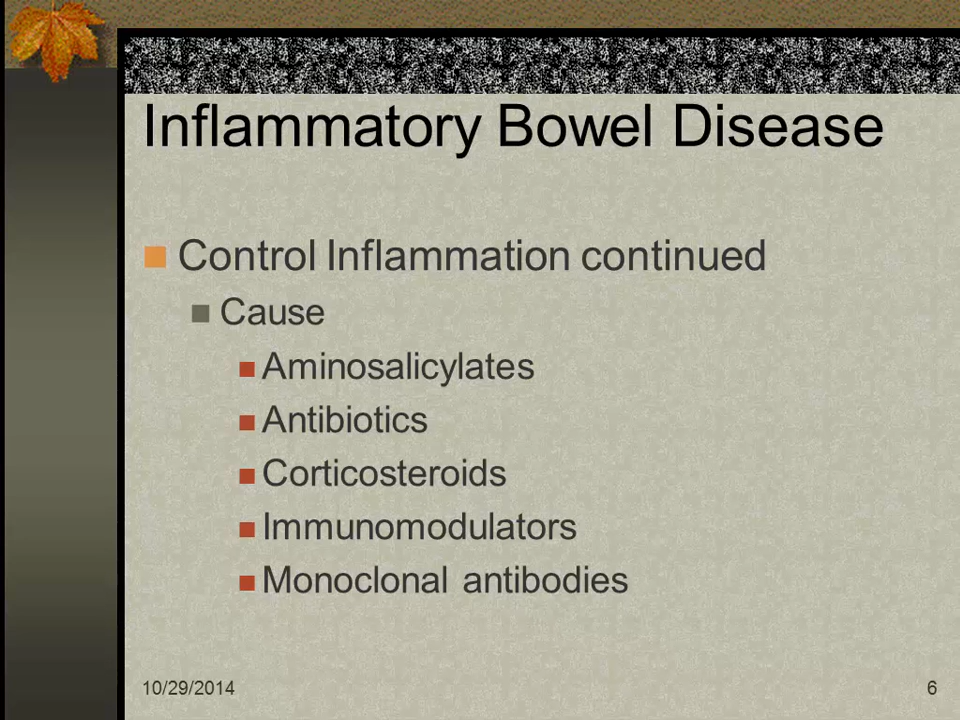 Inflammatory Bowel Disease
Control Inflammation continued
Cause
Aminosalicylates
Antibiotics
Corticosteroids
Immunomodulators
Monoclonal antibodies
10/29/2014
6